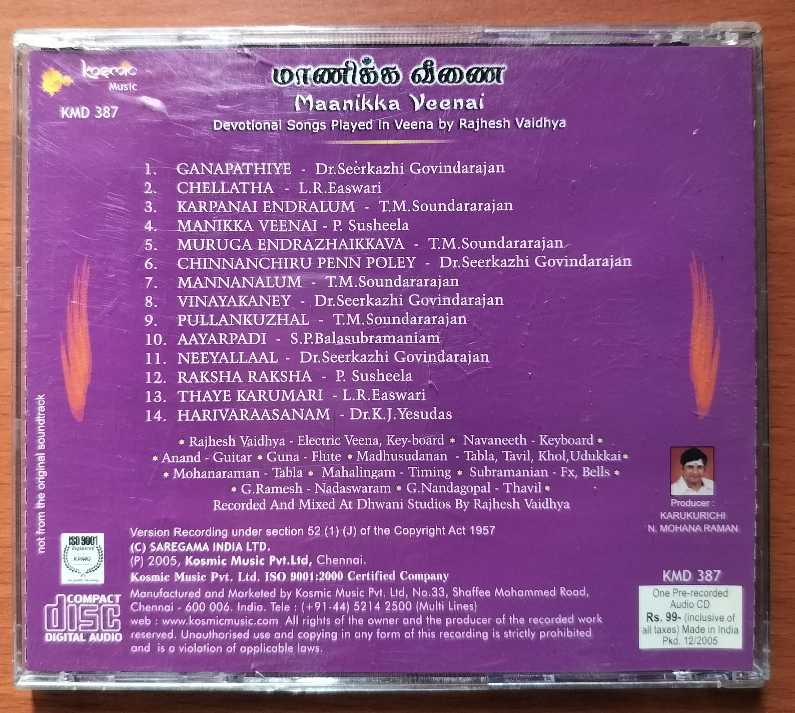 Kosmic
Music
KMD 387
மாணிக்க வீணை
Maanikka Veenai
Devotional Songs Played in Veena by Rajhesh Vaidhya
1. GANAPATHIYE - Dr.Seerkazhi Govindarajan
2. CHELLATHA - L.R.Easwari
3. KARPANAI ENDRALUM - T.M.Soundararajan
4. MANIKKA VEENAI - P. Susheela
5. MURUGA ENDRAZHAIKKAVA - T.M.Soundararajan
6. CHINNANCHIRU PENN POLEY - Dr.Seerkazhi Govindarajan
7. MANNANALUM - T.M.Soundararajan
8. VINAYAKANEY - Dr.Seerkazhi Govindarajan
9. PULLANKUZHAL - T.M.Soundararajan
10. AAYARPADI - S.P.Balasubramaniam
11. NEEYALLAAL - Dr.Seerkazhi Govindarajan
12. RAKSHA RAKSHA - P. Susheela
13. THAYE KARUMARI - L.R.Easwari
14. HARIVARAASANAM - Dr.K.J.Yesudas
• Rajhesh Vaidhya - Electric Veena, Key-board • Navaneeth - Keyboard •
• Anand - Guitar • Guna - Flute • Madhusudanan - Tabla, Tavil, Khol,Udukkai •
• Mohanaraman - Tabla • Mahalingam - Timing • Subramanian - Fx, Bells •
• G.Ramesh - Nadaswaram • G.Nandagopal - Thavil •
Recorded And Mixed At Dhwani Studios By Rajhesh Vaidhya
not from the original soundtrack
Producer :
KARUKURICHI
N. MOHANA RAMAN
ISO 9001
Version Recording under section 52 (1) (J) of the Copyright Act 1957
(C) SAREGAMA INDIA LTD.
(P) 2005, Kosmic Music Pvt.Ltd, Chennai.
Kosmic Music Pvt. Ltd. ISO 9001:2000 Certified Company
Manufactured and Marketed by Kosmic Music Pvt. Ltd, No.33, Shaffee Mohammed Road,
Chennai - 600 006. India. Tele : (+91-44) 5214 2500 (Multi Lines)
web : www.kosmicmusic.com All rights of the owner and the producer of the recorded work
reserved. Unauthorised use and copying in any form of this recording is strictly prohibited
and is a violation of applicable laws.
COMPACT
disc
DIGITAL AUDIO
KMD 387
One Pre-recorded
Audio CD
Rs. 99- (inclusive of
all taxes) Made in India
Pkd. 12/2005